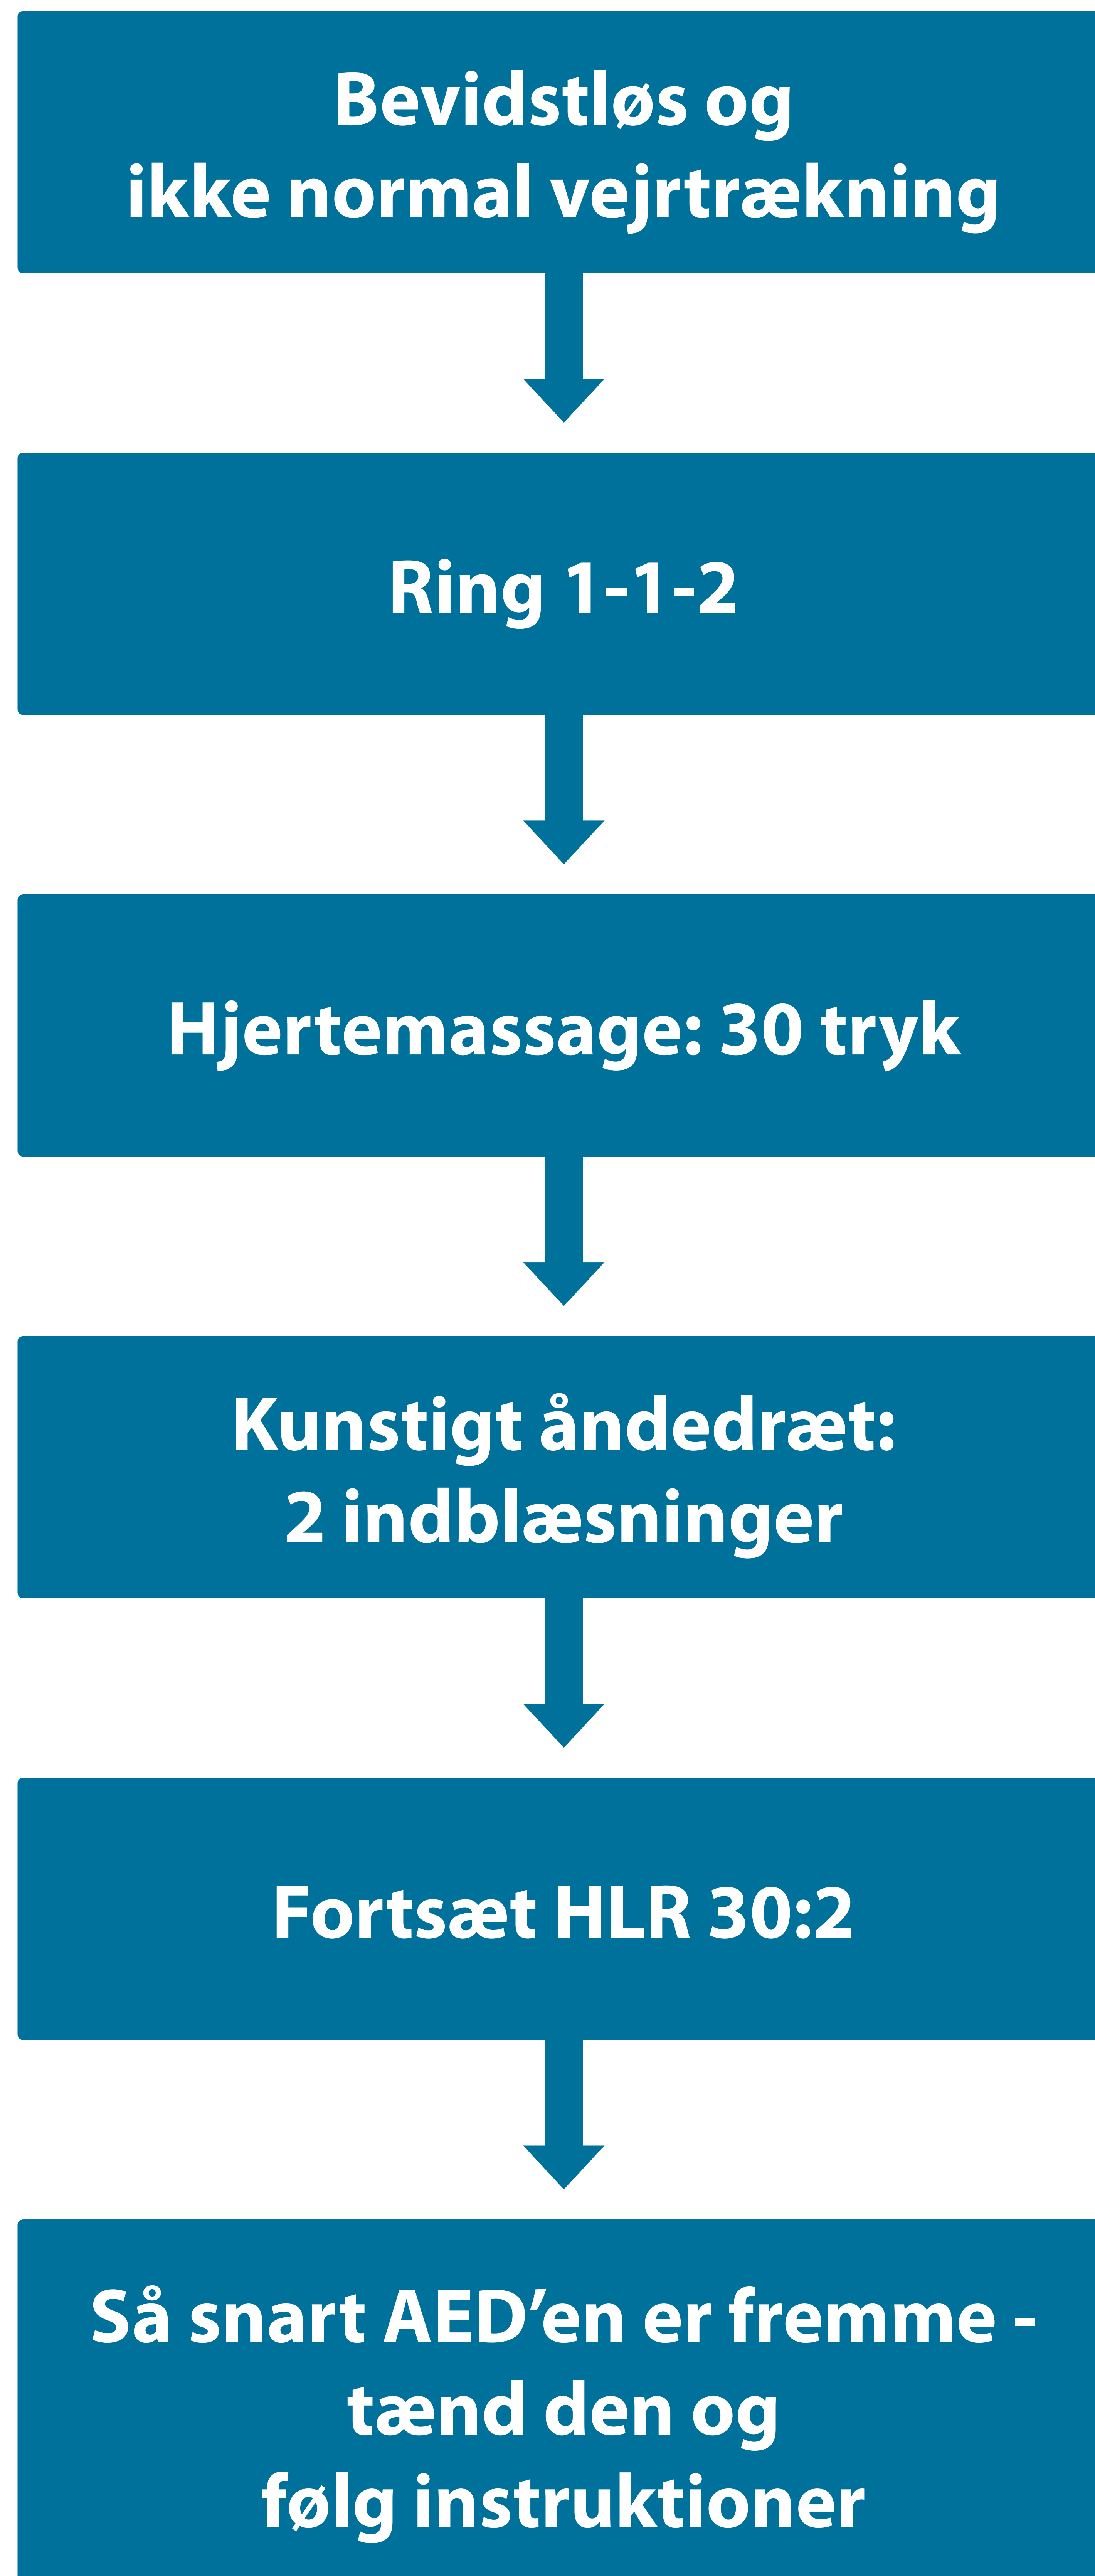 Bevidstløs og
ikke normal vejrtrækning
Ring 1-1-2
Hjertemassage: 30 tryk
Kunstigt åndedræt:
2 indblæsninger
Fortsæt HLR 30:2
Så snart AED’en er fremme -
tænd den og
følg instruktioner